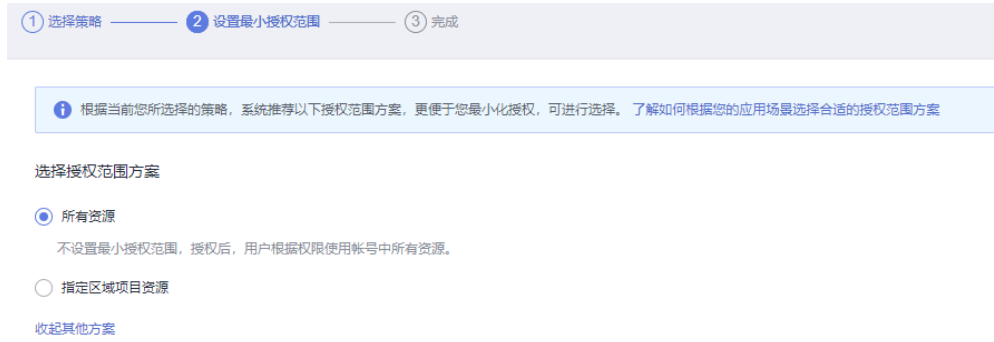 1 选择策略 2 设置最小授权范围 3 完成
根据当前您所选择的策略，系统推荐以下授权范围方案，更便于您最小化授权，可进行选择。 了解如何根据您的应用场景选择合适的授权范围方案
选择授权范围方案
所有资源
不设置最小授权范围，授权后，用户根据权限使用帐号中所有资源。
指定区域项目资源
收起其他方案